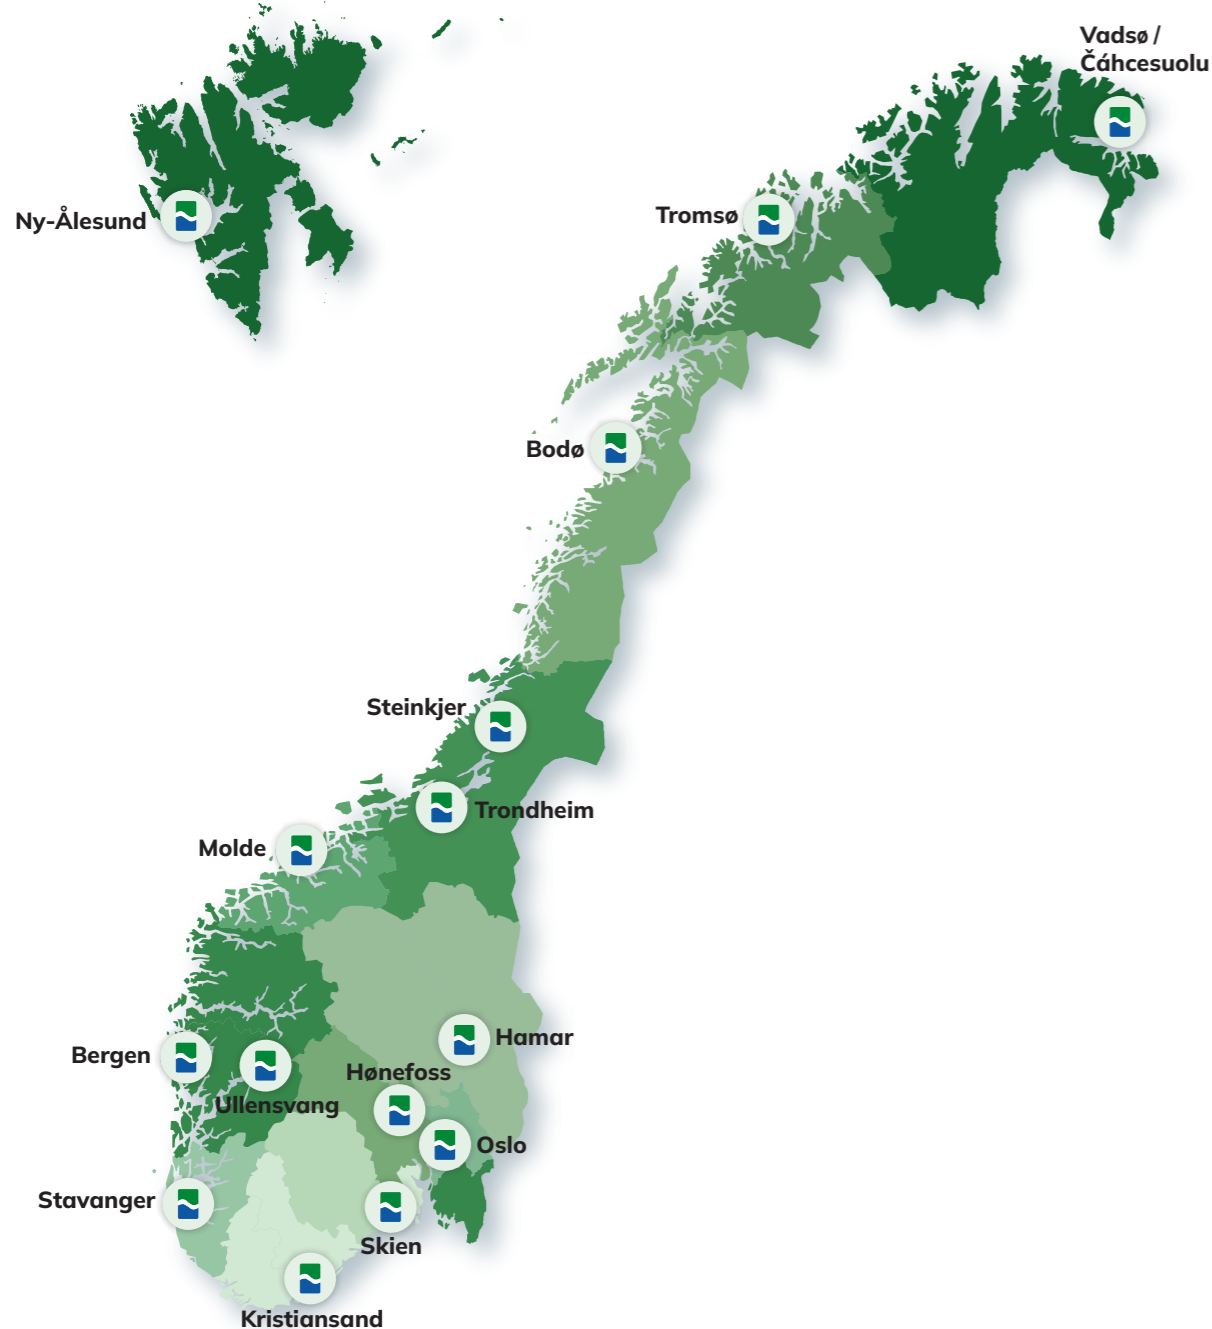 Vadsø /
Čáhcesuolu
Tromsø
Ny-Ålesund
Bodø
Steinkjer
Trondheim
Molde
Hamar
Bergen
Hønefoss
Ullensvang
Oslo
Stavanger
Skien
Kristiansand